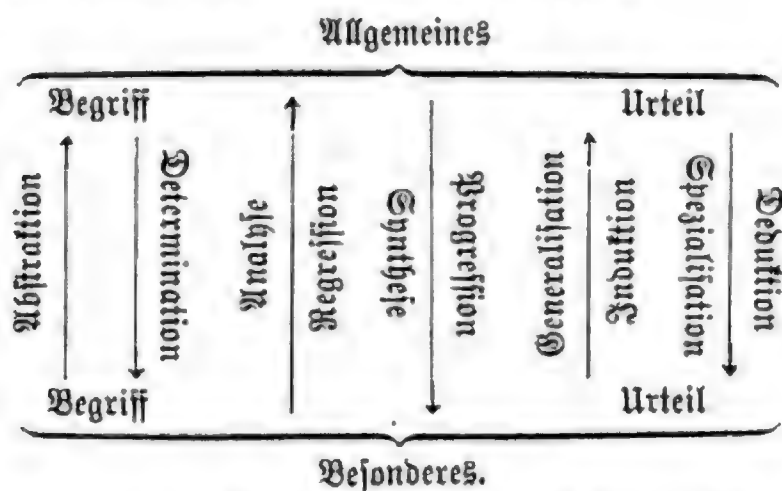 Allgemeines
Begriff Urteil
Abstraktion
Determination
Analyse
Regression
Synthese
Progression
Generalisation
Induktion
Spezialisation
Deduktion
Begriff Urteil
Besonderes.